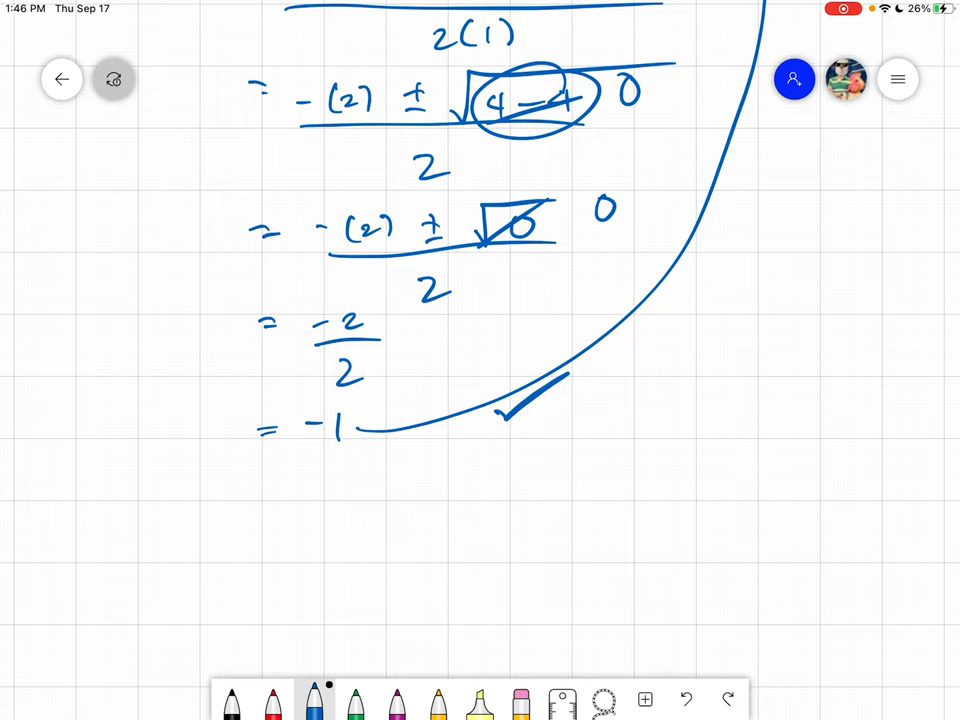 1:46 PM Thu Sep 17 26%
2(1)
= -(2) ± √4-4 0
2
= -(2) ± √0 0
2
= -2
2
= -1